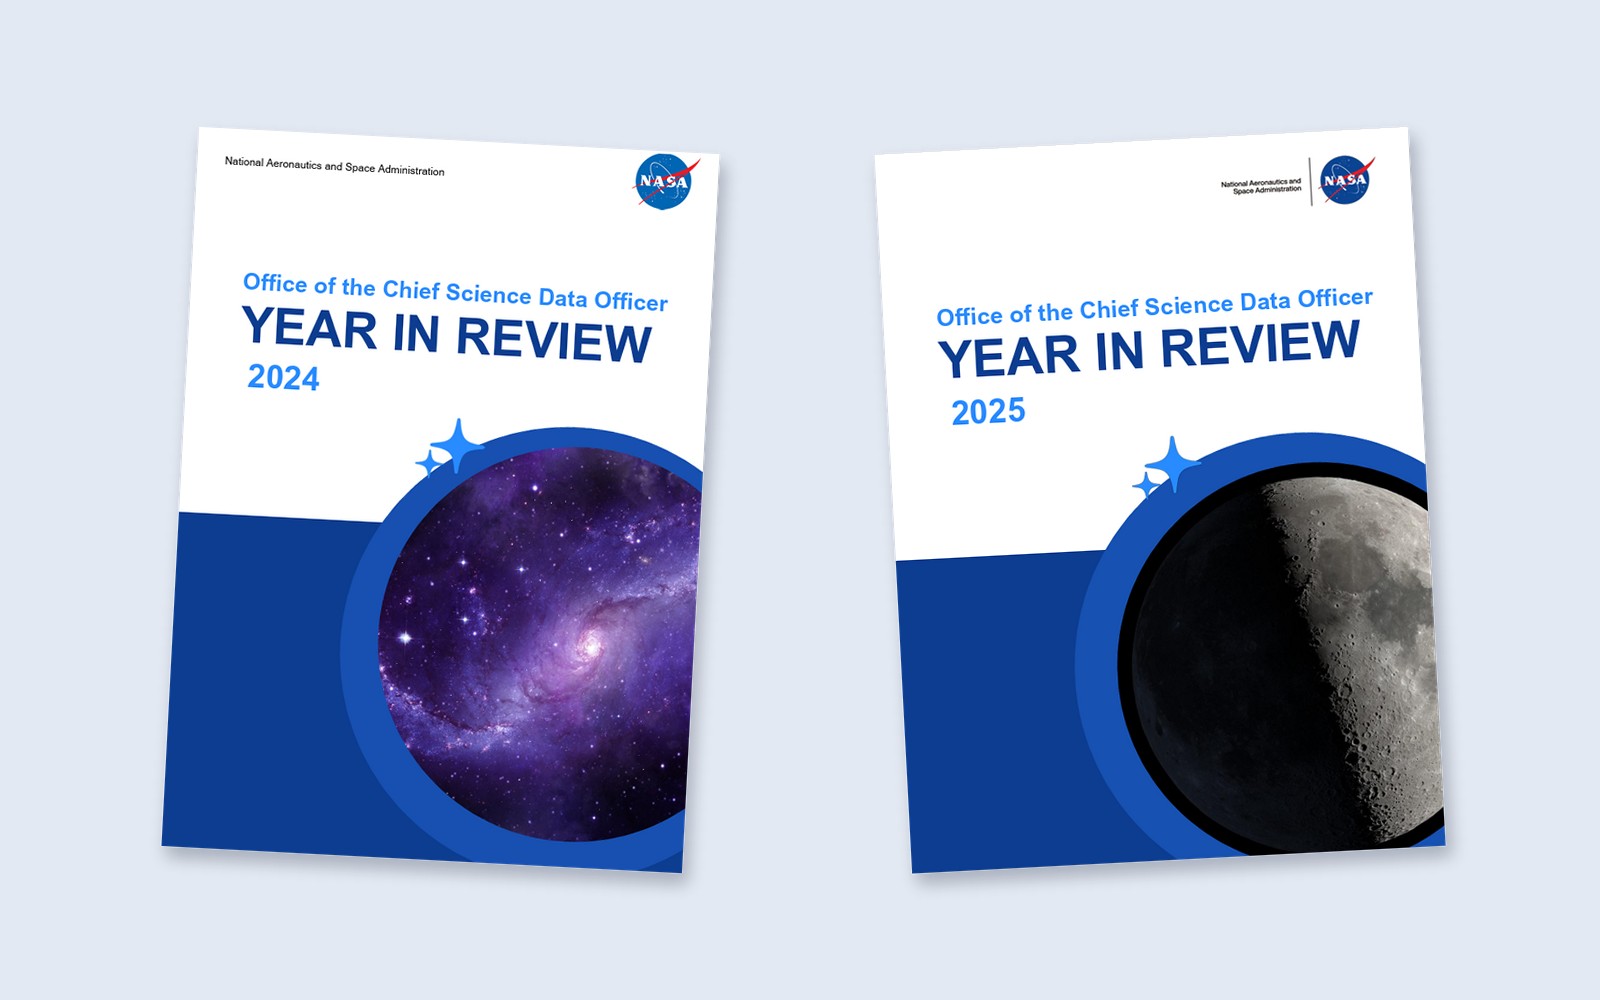 National Aeronautics and Space Administration
NASA
Office of the Chief Science Data Officer
YEAR IN REVIEW
2024
National Aeronautics and
Space Administration
NASA
Office of the Chief Science Data Officer
YEAR IN REVIEW
2025